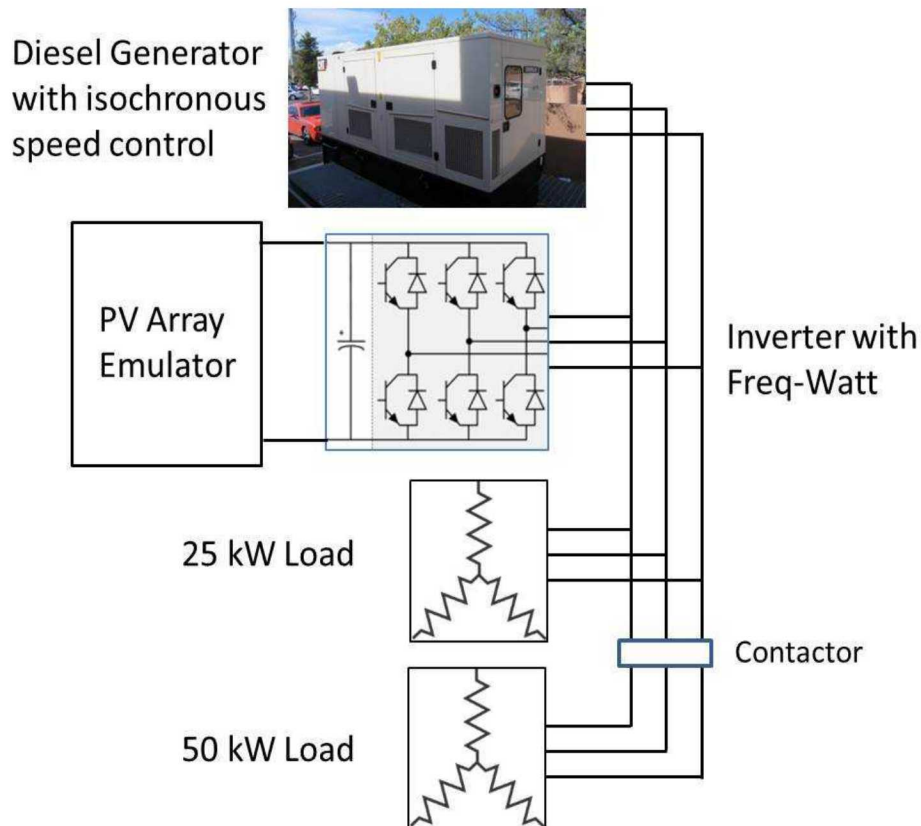 Diesel Generator
with isochronous
speed control
PV Array
Emulator
Inverter with
Freq-Watt
25 kW Load
Contactor
50 kW Load